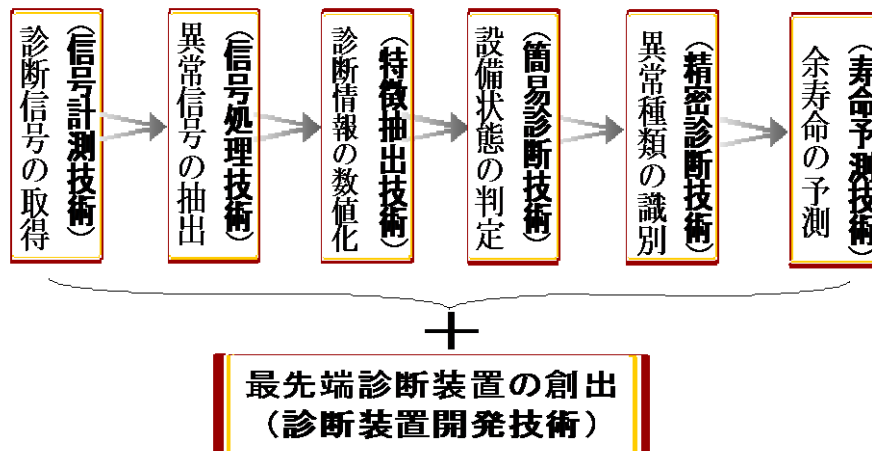 診断信号の取得
（信号計測技術）
異常信号の抽出
（信号処理技術）
診断情報の数値化
（特徴抽出技術）
設備状態の判定
（簡易診断技術）
異常種類の識別
（精密診断技術）
余寿命の予測
（寿命予測技術）
＋
最先端診断装置の創出
（診断装置開発技術）